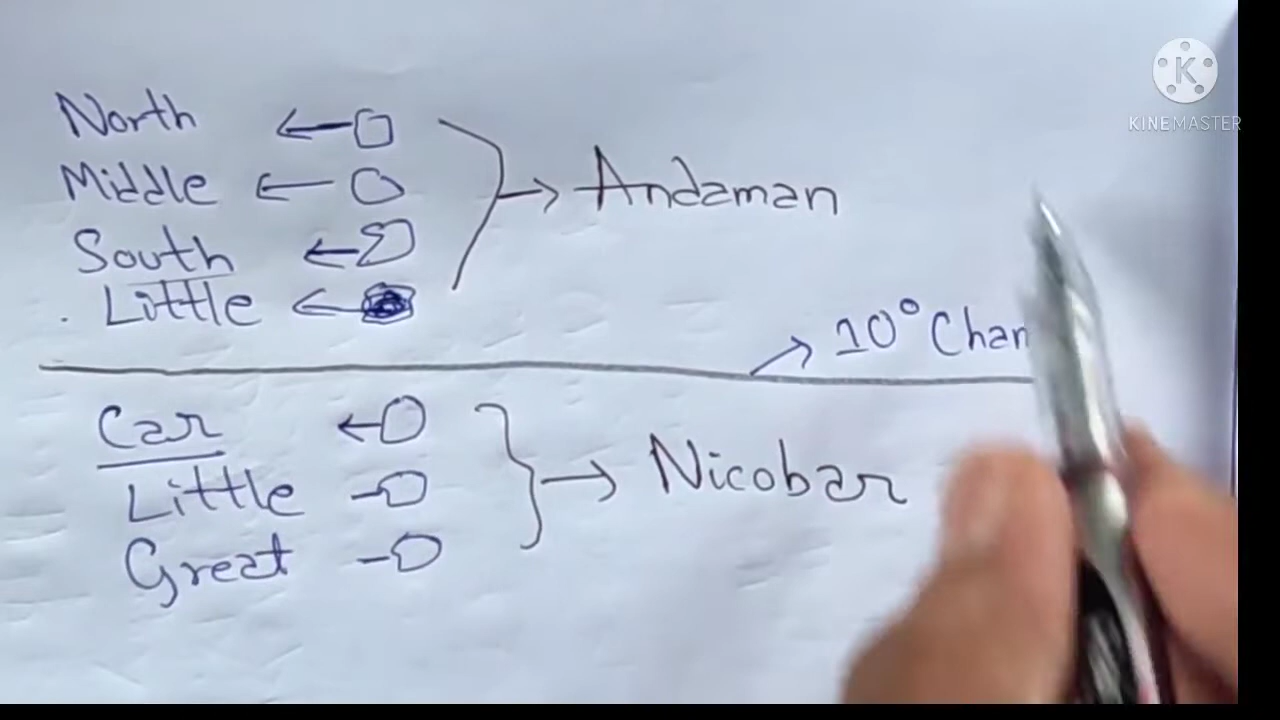 North
Middle
South
Little
Andaman
10° Chan
Car
Little
Great
Nicobar
KINEMASTER